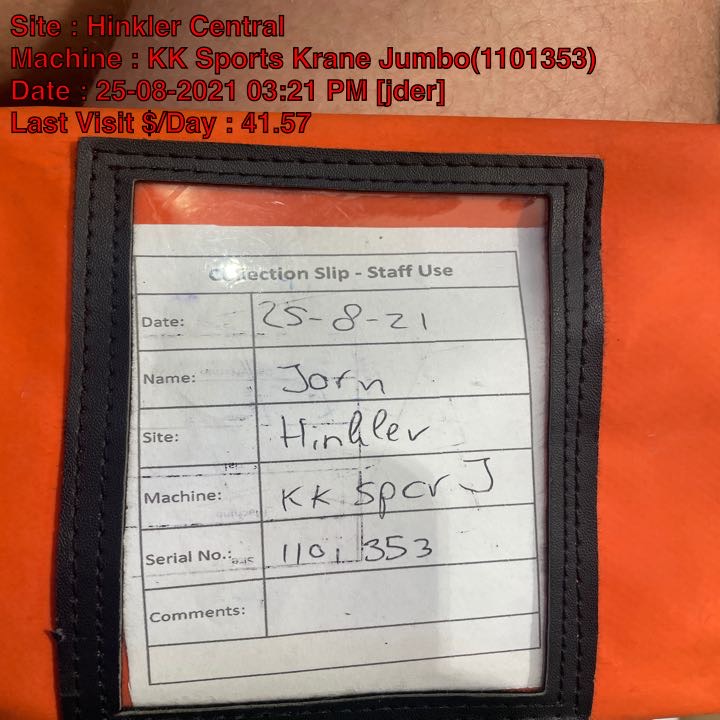 Site : Hinkler Central
Machine : KK Sports Krane Jumbo(1101353)
Date : 25-08-2021 03:21 PM [jder]
Last Visit $/Day : 41.57
Collection Slip - Staff Use
Date: 25-8-21
Name: Jorn
Site: Hinkler
Machine: KK Spor J
Serial No.: 1101353
Comments: